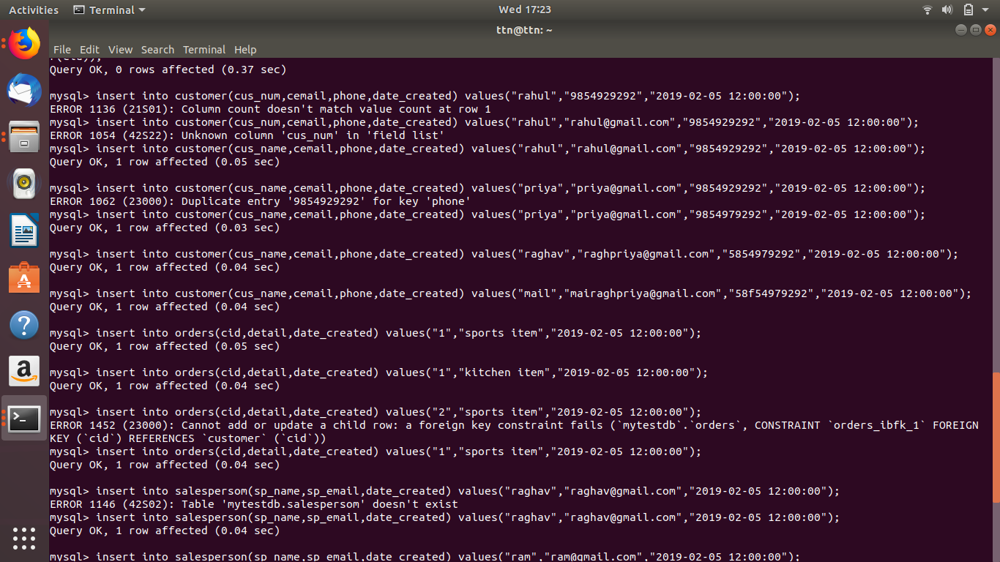 Activities
Terminal
Wed 17:23
ttn@ttn: ~
File Edit View Search Terminal Help
Query OK, 0 rows affected (0.37 sec)
mysql> insert into customer(cus_num,cemail,phone,date_created) values("rahul","9854929292","2019-02-05 12:00:00");
ERROR 1136 (21S01): Column count doesn't match value count at row 1
mysql> insert into customer(cus_num,cemail,phone,date_created) values("rahul","rahul@gmail.com","9854929292","2019-02-05 12:00:00");
ERROR 1054 (42S22): Unknown column 'cus_num' in 'field list'
mysql> insert into customer(cus_name,cemail,phone,date_created) values("rahul","rahul@gmail.com","9854929292","2019-02-05 12:00:00");
Query OK, 1 row affected (0.05 sec)
mysql> insert into customer(cus_name,cemail,phone,date_created) values("priya","priya@gmail.com","9854929292","2019-02-05 12:00:00");
ERROR 1062 (23000): Duplicate entry '9854929292' for key 'phone'
mysql> insert into customer(cus_name,cemail,phone,date_created) values("priya","priya@gmail.com","9854979292","2019-02-05 12:00:00");
Query OK, 1 row affected (0.03 sec)
mysql> insert into customer(cus_name,cemail,phone,date_created) values("raghav","raghpriya@gmail.com","5854979292","2019-02-05 12:00:00");
Query OK, 1 row affected (0.04 sec)
mysql> insert into customer(cus_name,cemail,phone,date_created) values("mail","mairaghpriya@gmail.com","58f54979292","2019-02-05 12:00:00");
Query OK, 1 row affected (0.04 sec)
mysql> insert into orders(cid,detail,date_created) values("1","sports item","2019-02-05 12:00:00");
Query OK, 1 row affected (0.05 sec)
mysql> insert into orders(cid,detail,date_created) values("1","kitchen item","2019-02-05 12:00:00");
Query OK, 1 row affected (0.04 sec)
mysql> insert into orders(cid,detail,date_created) values("2","sports item","2019-02-05 12:00:00");
ERROR 1452 (23000): Cannot add or update a child row: a foreign key constraint fails (`mytestdb`.`orders`, CONSTRAINT `orders_ibfk_1` FOREIGN
KEY (`cid`) REFERENCES `customer` (`cid`))
mysql> insert into orders(cid,detail,date_created) values("1","sports item","2019-02-05 12:00:00");
Query OK, 1 row affected (0.04 sec)
mysql> insert into salespersom(sp_name,sp_email,date_created) values("raghav","raghav@gmail.com","2019-02-05 12:00:00");
ERROR 1146 (42S02): Table 'mytestdb.salespersom' doesn't exist
mysql> insert into salesperson(sp_name,sp_email,date_created) values("raghav","raghav@gmail.com","2019-02-05 12:00:00");
Query OK, 1 row affected (0.04 sec)
mysql> insert into salesperson(sp_name,sp_email,date_created) values("ram","ram@gmail.com","2019-02-05 12:00:00");